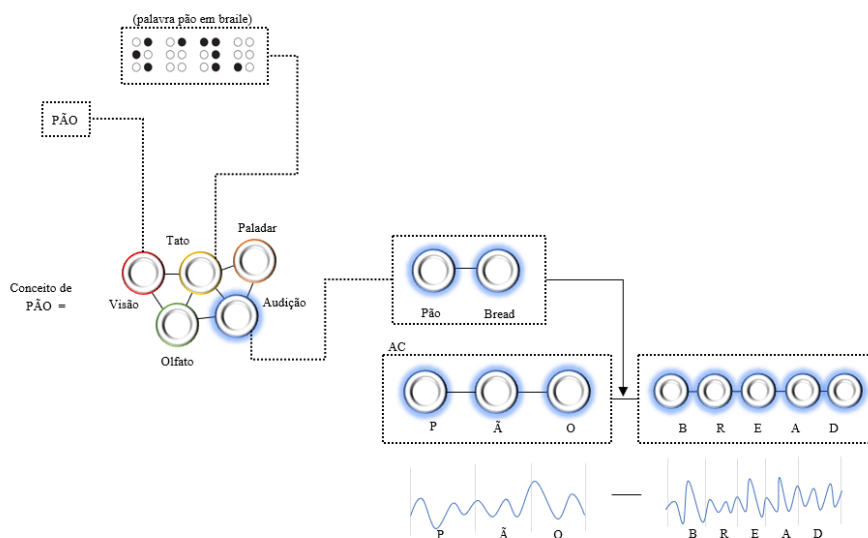 (palavra pão em braile)
PÃO
Tato
Paladar
Conceito de
PÃO =
Visão
Audição
Olfato
Pão Bread
AC
P Ã O
B R E A D
P Ã O
B R E A D